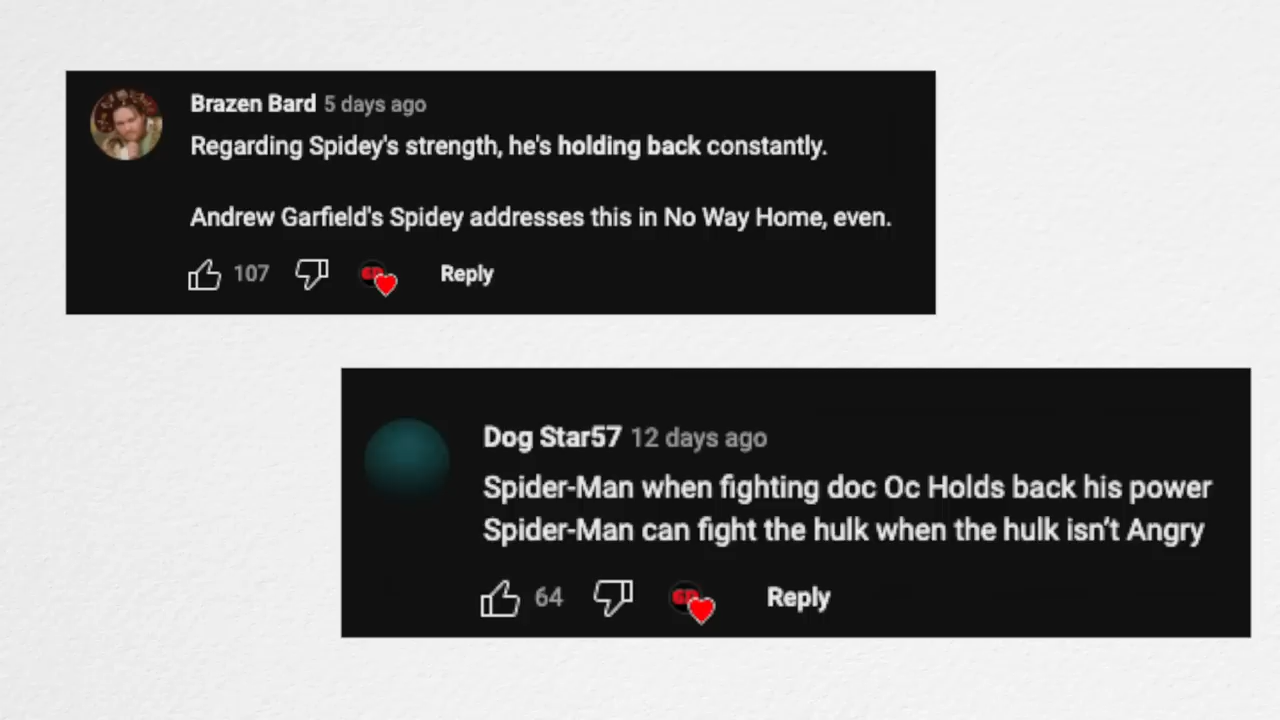 Brazen Bard 5 days ago
Regarding Spidey's strength, he's holding back constantly.
Andrew Garfield's Spidey addresses this in No Way Home, even.
107 Reply
Dog Star57 12 days ago
Spider-Man when fighting doc Oc Holds back his power
Spider-Man can fight the hulk when the hulk isn't Angry
64 Reply